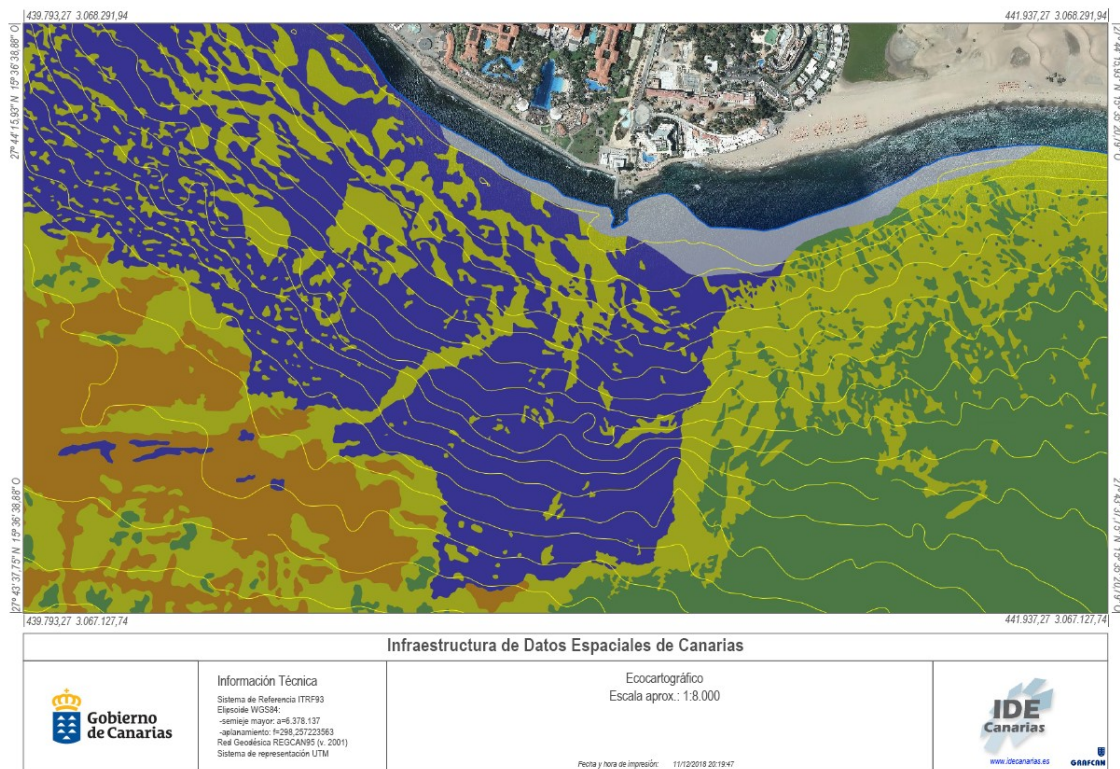 439.793,27 3.068.291,94
441.937,27 3.068.291,94
27º 44' 15,93" N 15º 36' 38,88" O
27º 43' 37,75" N 15º 36' 38,88" O
439.793,27 3.067.127,74
441.937,27 3.067.127,74
Infraestructura de Datos Espaciales de Canarias
Gobierno
de Canarias
Información Técnica
Sistema de Referencia ITRF93
Elipsoide WGS84:
-semieje mayor: a=6.378.137
-aplanamiento: f=298,257223563
Red Geodésica REGCAN95 (v. 2001)
Sistema de representación UTM
Ecocartográfico
Escala aprox.: 1:8.000
Fecha y hora de impresión: 11/12/2018 20:19:47
IDE
Canarias
www.idecanarias.es
GRAFCAN